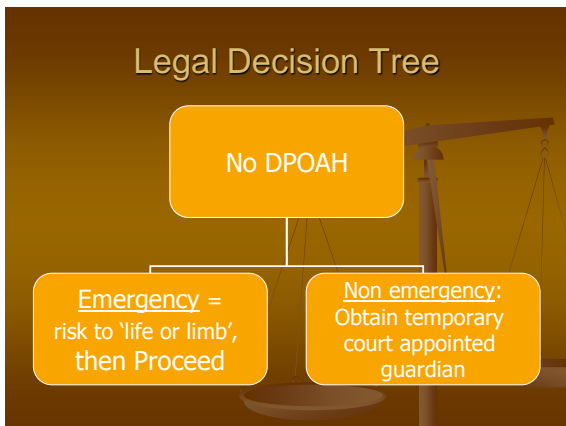 Legal Decision Tree
No DPOAH
Emergency =
risk to ‘life or limb’,
then Proceed
Non emergency:
Obtain temporary
court appointed
guardian